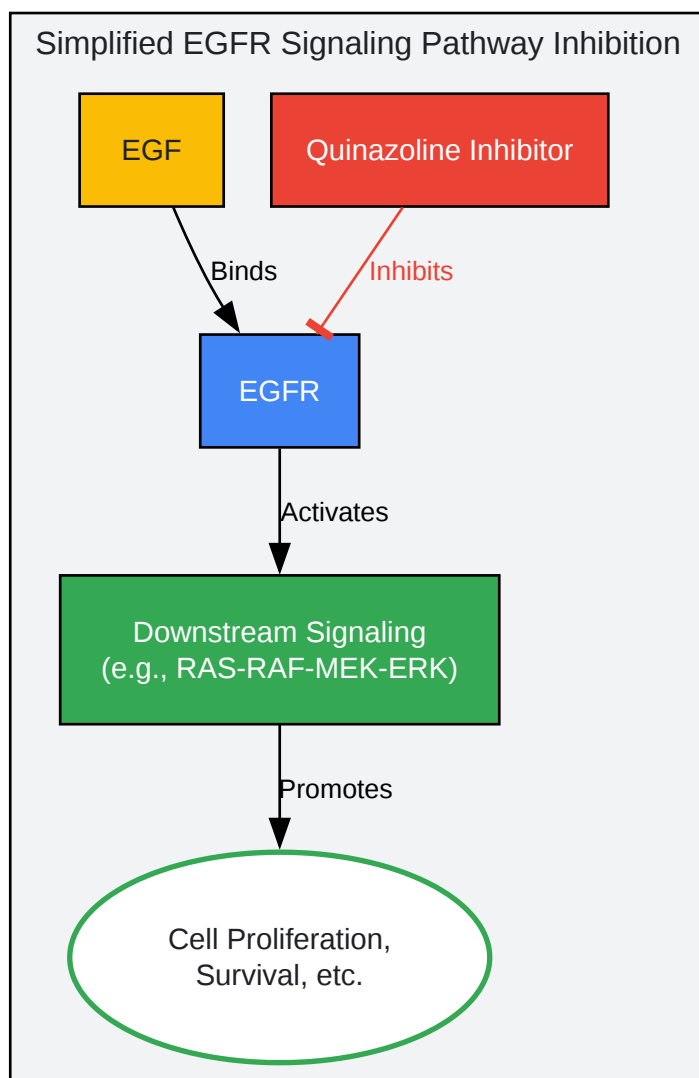 Simplified EGFR Signaling Pathway Inhibition
EGF
Quinazoline Inhibitor
Binds
Inhibits
EGFR
Activates
Downstream Signaling
(e.g., RAS-RAF-MEK-ERK)
Promotes
Cell Proliferation,
Survival, etc.